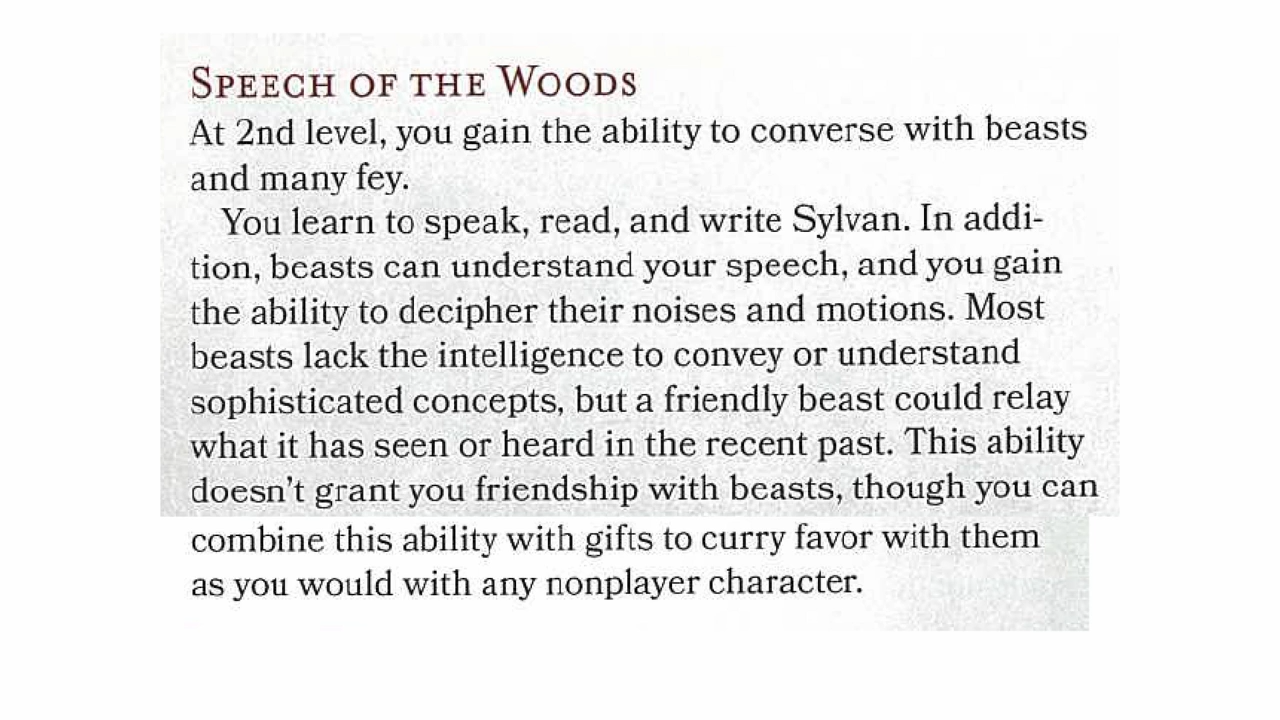 SPEECH OF THE WOODS
At 2nd level, you gain the ability to converse with beasts
and many fey.
You learn to speak, read, and write Sylvan. In addi-
tion, beasts can understand your speech, and you gain
the ability to decipher their noises and motions. Most
beasts lack the intelligence to convey or understand
sophisticated concepts, but a friendly beast could relay
what it has seen or heard in the recent past. This ability
doesn't grant you friendship with beasts, though you can
combine this ability with gifts to curry favor with them
as you would with any nonplayer character.